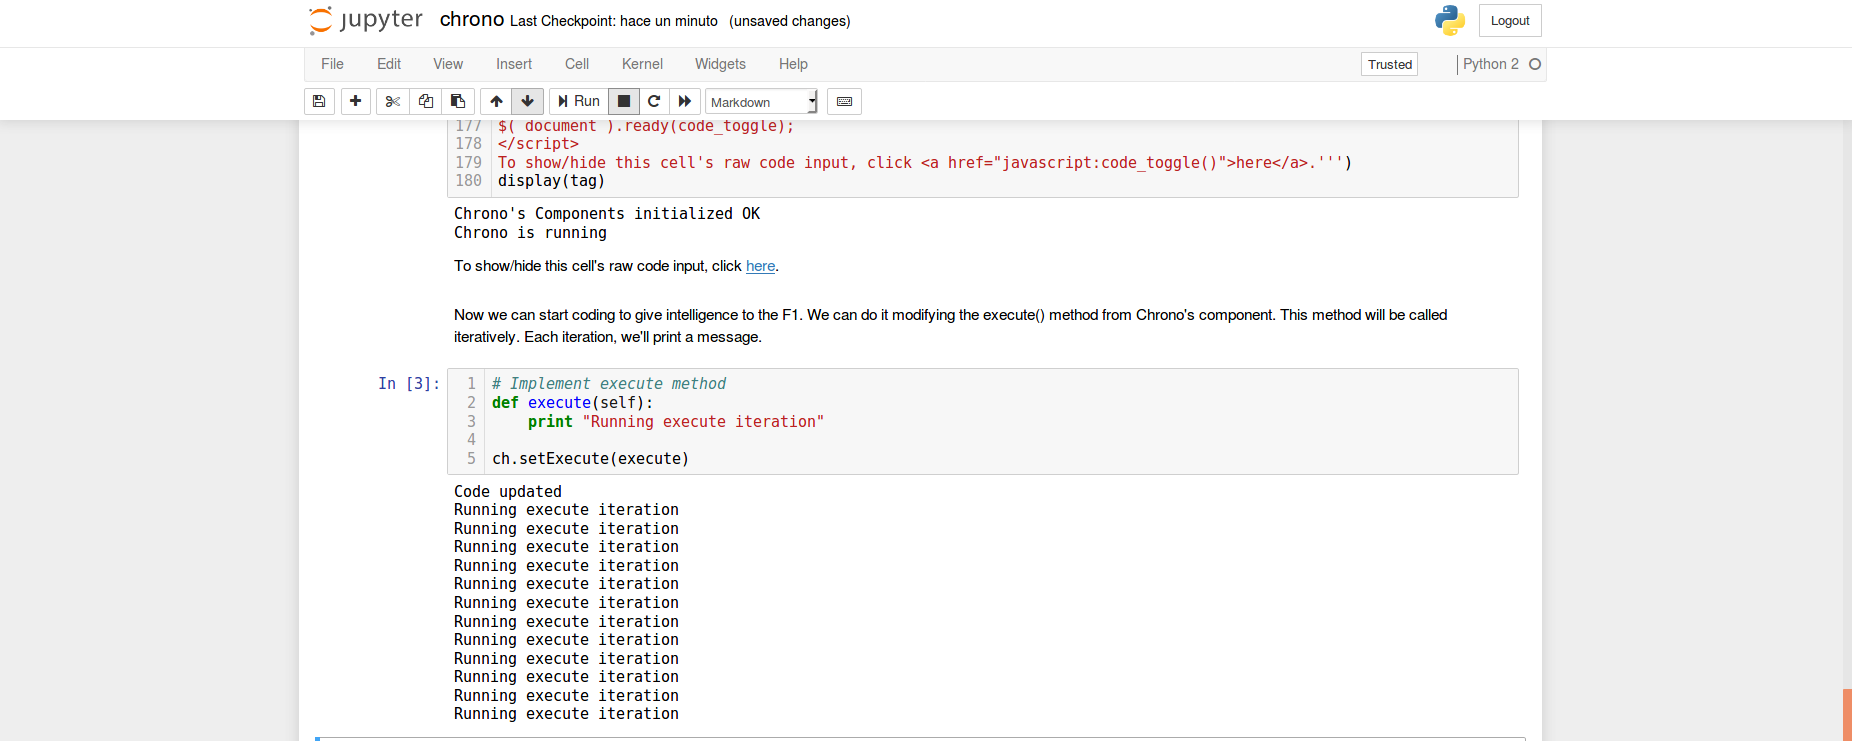 jupyter chrono Last Checkpoint: hace un minuto (unsaved changes) Logout
File Edit View Insert Cell Kernel Widgets Help Trusted Python 2
Run Markdown
177 $( document ).ready(code_toggle);
178 </script>
179 To show/hide this cell's raw code input, click <a href="javascript:code_toggle()">here</a>.''')
180 display(tag)
Chrono's Components initialized OK
Chrono is running
To show/hide this cell's raw code input, click here.
Now we can start coding to give intelligence to the F1. We can do it modifying the execute() method from Chrono's component. This method will be called
iteratively. Each iteration, we'll print a message.
In [3]: 1 # Implement execute method
2 def execute(self):
3     print "Running execute iteration"
4
5 ch.setExecute(execute)
Code updated
Running execute iteration
Running execute iteration
Running execute iteration
Running execute iteration
Running execute iteration
Running execute iteration
Running execute iteration
Running execute iteration
Running execute iteration
Running execute iteration
Running execute iteration
Running execute iteration